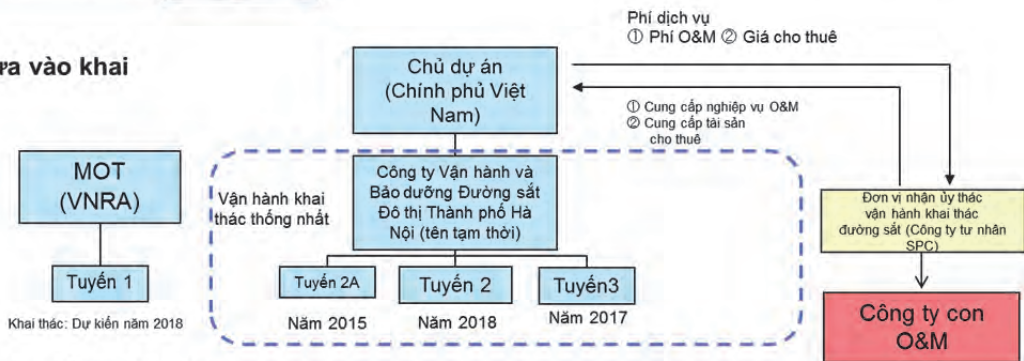 Phí dịch vụ
① Phí O&M ② Giá cho thuê
ưa vào khai
Chủ dự án
(Chính phủ Việt
Nam)
① Cung cấp nghiệp vụ O&M
② Cung cấp tài sản
cho thuê
MOT
(VNRA)
Vận hành khai
thác thống nhất
Công ty Vận hành và
Bảo dưỡng Đường sắt
Đô thị Thành phố Hà
Nội (tên tạm thời)
Đơn vị nhận ủy thác
vận hành khai thác
đường sắt (Công ty tư nhân
SPC)
Tuyến 1
Tuyến 2A
Tuyến 2
Tuyến3
Khai thác: Dự kiến năm 2018
Năm 2015
Năm 2018
Năm 2017
Công ty con
O&M